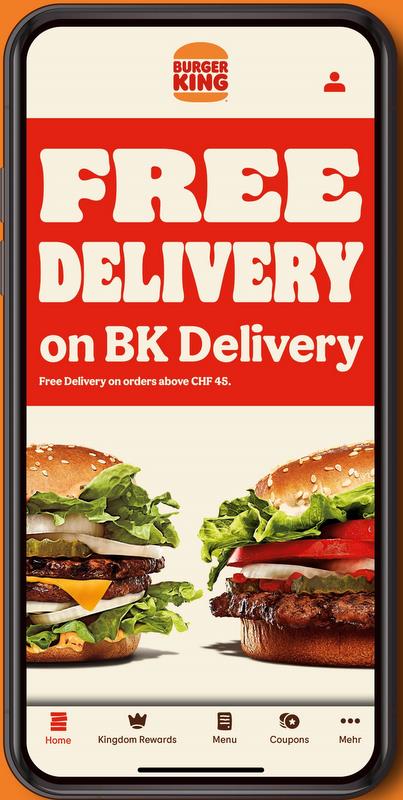 BURGER
KING
FREE
DELIVERY
on BK Delivery
Free Delivery on orders above CHF 45.
Home
Kingdom Rewards
Menu
Coupons
Mehr